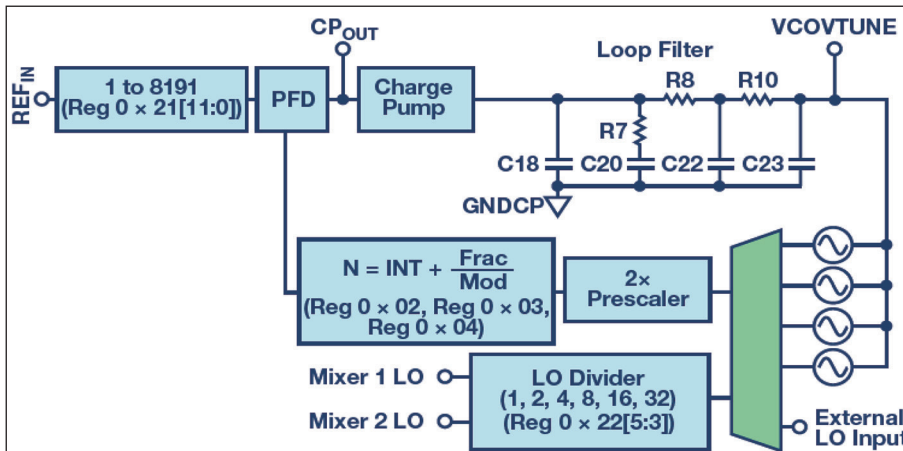 CPOUT
VCOVTUNE
Loop Filter
REFIN
1 to 8191
(Reg 0 × 21[11:0])
PFD
Charge
Pump
R8
R10
R7
C18
C20
C22
C23
GNDCP
N = INT + Frac
Mod
(Reg 0 × 02, Reg 0 × 03,
Reg 0 × 04)
2×
Prescaler
Mixer 1 LO
Mixer 2 LO
LO Divider
(1, 2, 4, 8, 16, 32)
(Reg 0 × 22[5:3])
External
LO Input